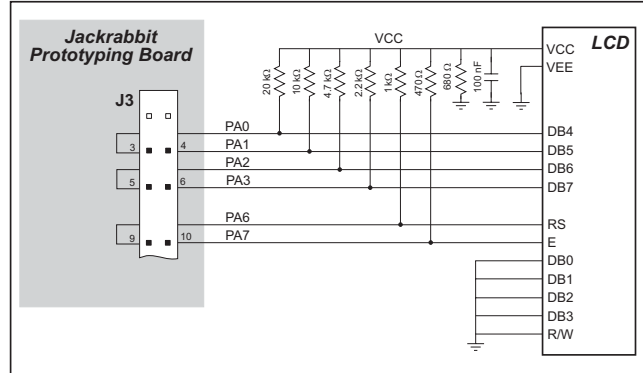 Jackrabbit
Prototyping Board
J3
3
4
5
6
9
10
PA0
PA1
PA2
PA3
PA6
PA7
VCC
20 kΩ
10 kΩ
4.7 kΩ
2.2 kΩ
1 kΩ
470 Ω
680 Ω
100 nF
LCD
VCC
VEE
DB4
DB5
DB6
DB7
RS
E
DB0
DB1
DB2
DB3
R/W